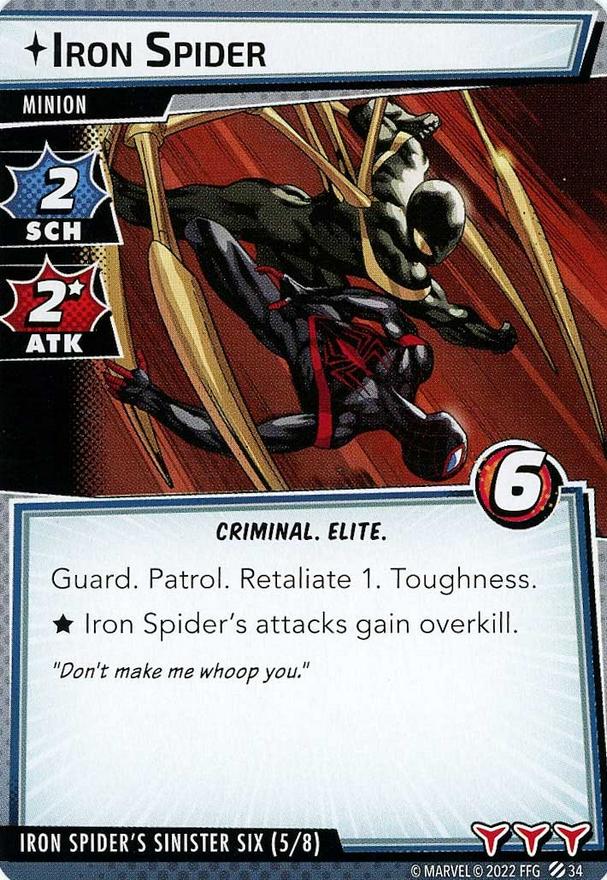 IRON SPIDER
MINION
2
SCH
2
ATK
6
CRIMINAL. ELITE.
Guard. Patrol. Retaliate 1. Toughness.
★ Iron Spider's attacks gain overkill.
"Don't make me whoop you."
IRON SPIDER'S SINISTER SIX (5/8)
© MARVEL © 2022 FFG 34